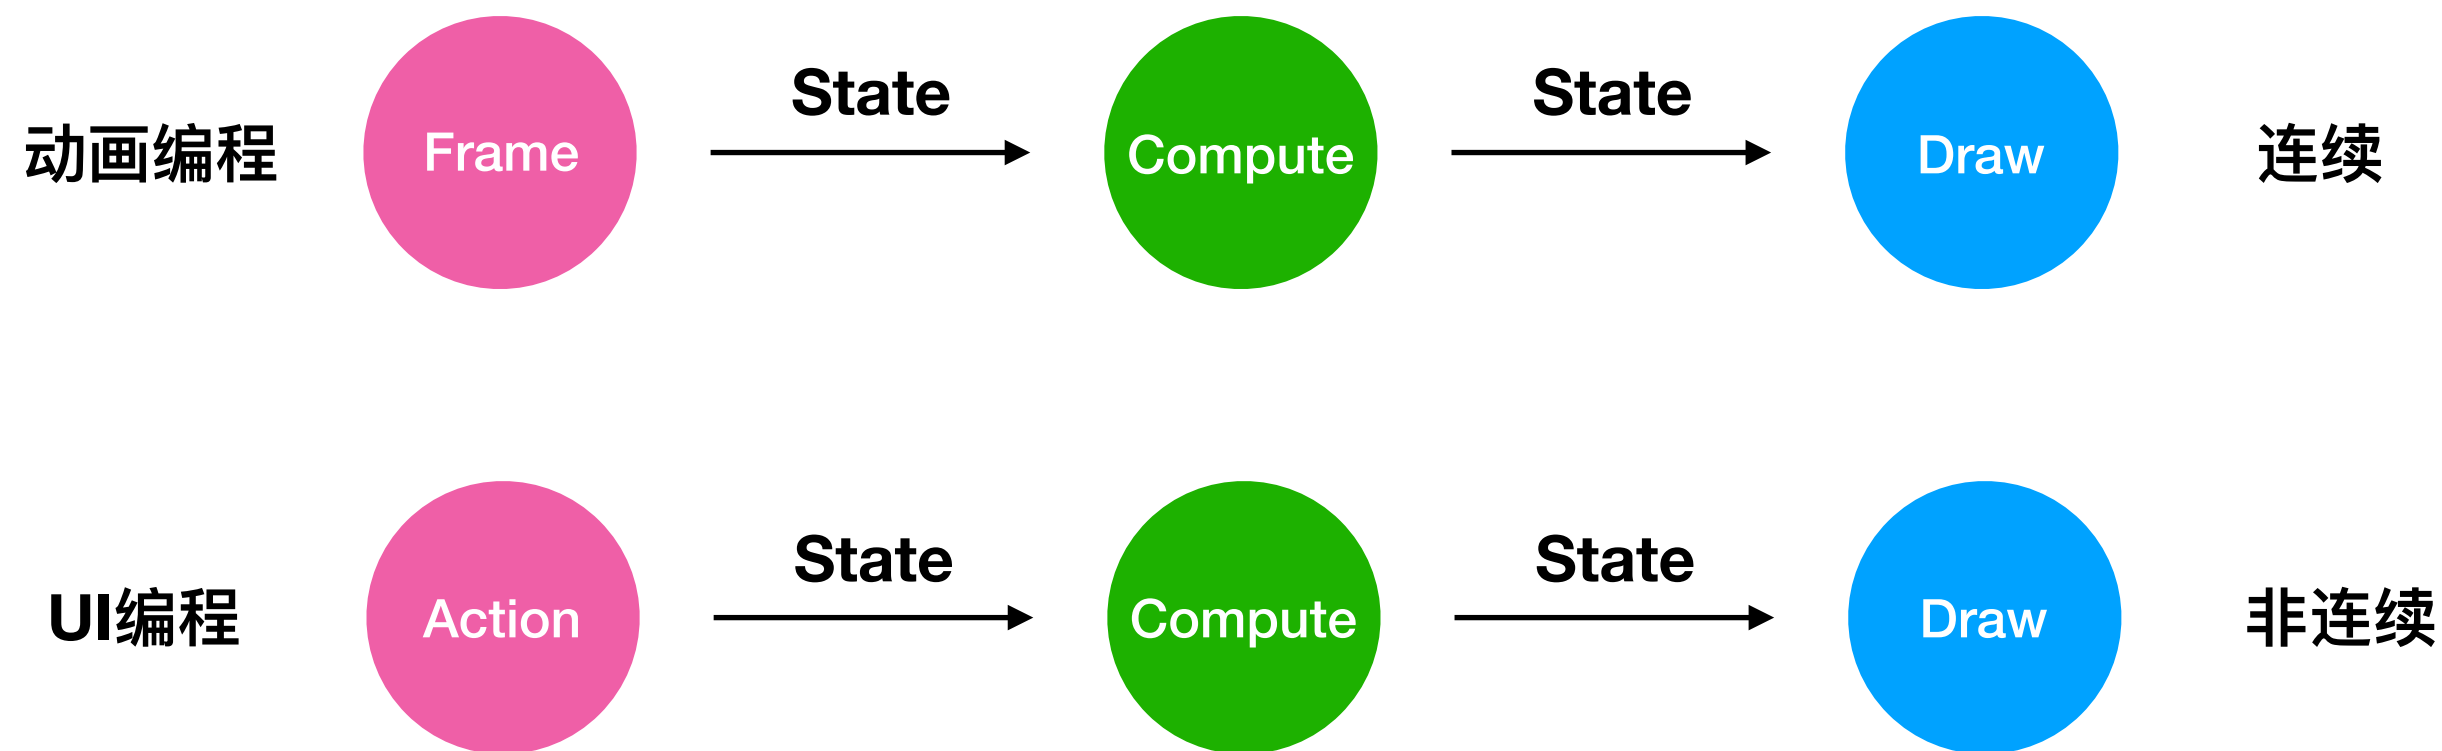 State State
动画编程 Frame Compute Draw 连续
State State
UI编程 Action Compute Draw 非连续